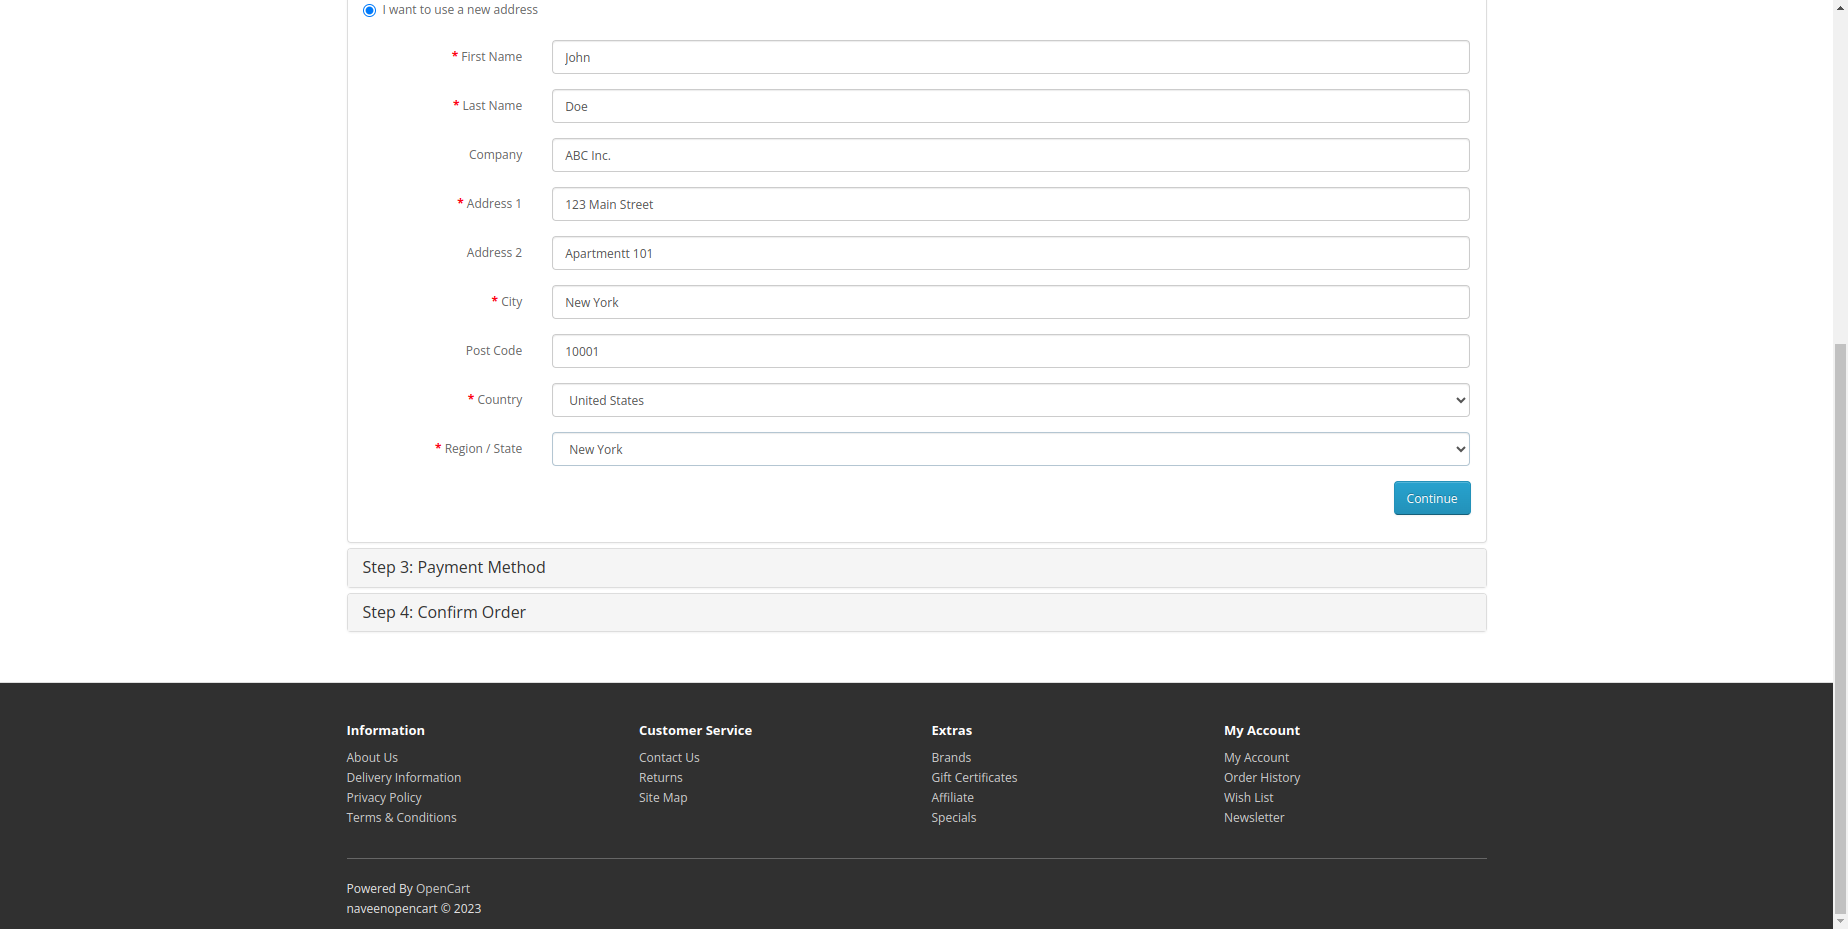 I want to use a new address
* First Name
John
* Last Name
Doe
Company
ABC Inc.
* Address 1
123 Main Street
Address 2
Apartmentt 101
* City
New York
Post Code
10001
* Country
United States
* Region / State
New York
Continue
Step 3: Payment Method
Step 4: Confirm Order
Information
About Us
Delivery Information
Privacy Policy
Terms & Conditions
Customer Service
Contact Us
Returns
Site Map
Extras
Brands
Gift Certificates
Affiliate
Specials
My Account
My Account
Order History
Wish List
Newsletter
Powered By OpenCart
naveenopencart © 2023